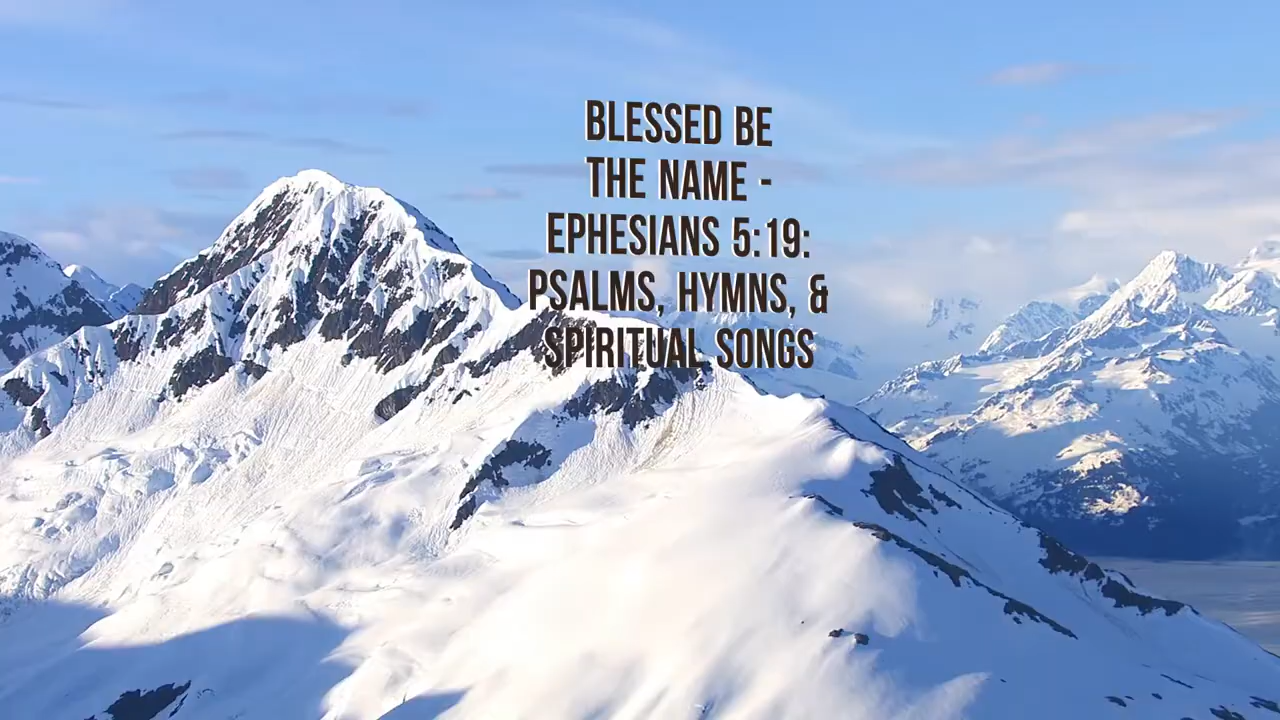 BLESSED BE
THE NAME -
EPHESIANS 5:19:
PSALMS, HYMNS, &
SPIRITUAL SONGS